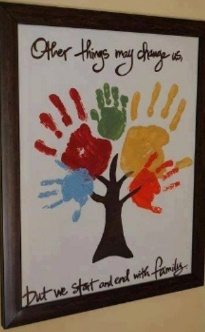 Other things may change us,
but we start and end with family.